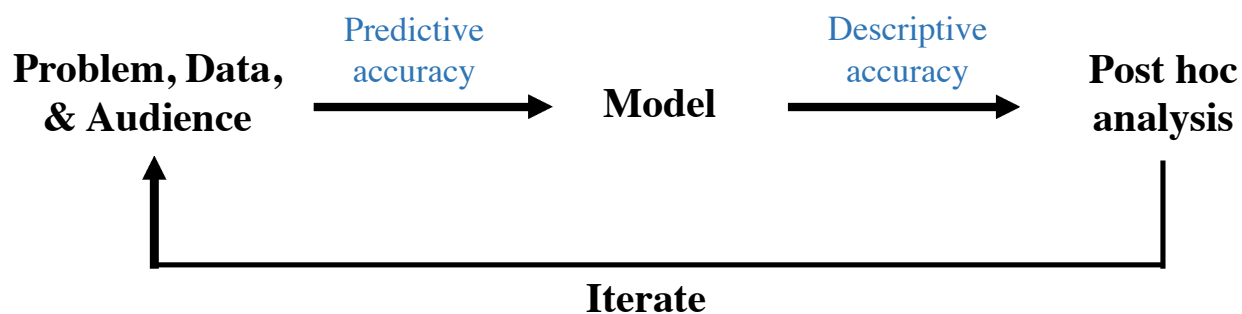 Problem, Data,
& Audience
Predictive
accuracy
Model
Descriptive
accuracy
Post hoc
analysis
Iterate